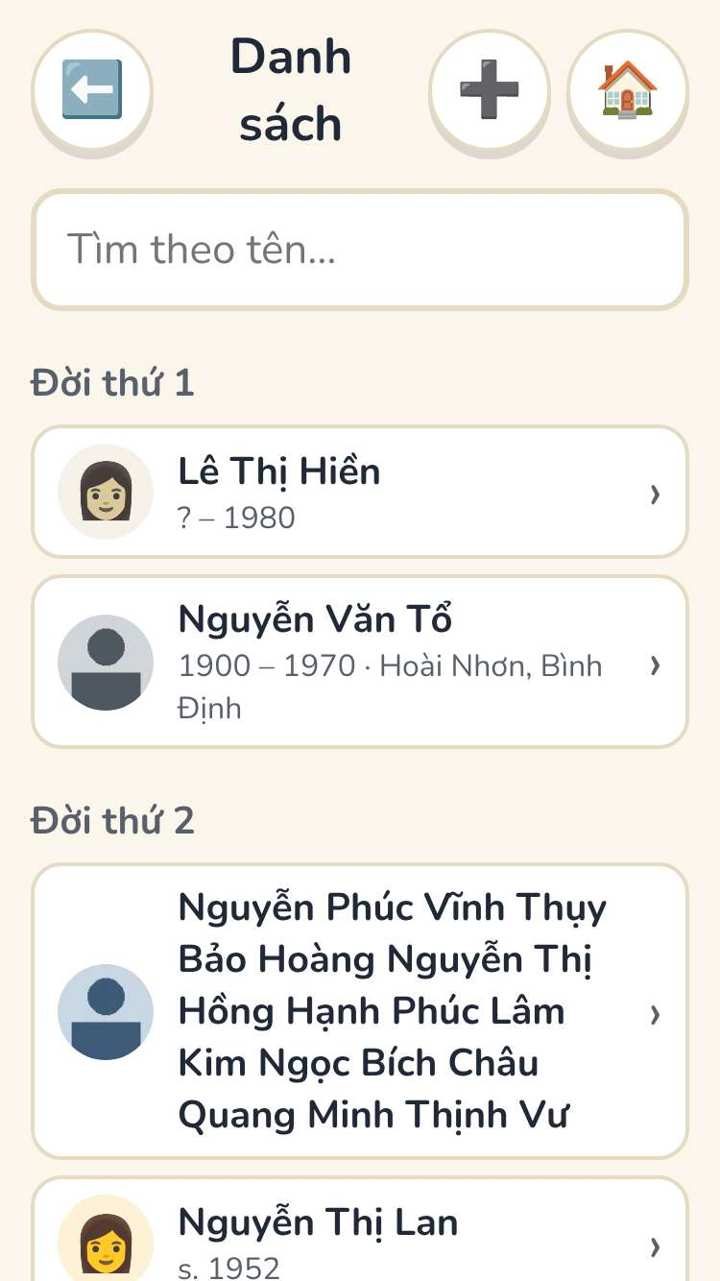 Danh
sách
Tìm theo tên...
Đời thứ 1
Lê Thị Hiền
? – 1980
Nguyễn Văn Tổ
1900 – 1970 · Hoài Nhơn, Bình
Định
Đời thứ 2
Nguyễn Phúc Vĩnh Thụy
Bảo Hoàng Nguyễn Thị
Hồng Hạnh Phúc Lâm
Kim Ngọc Bích Châu
Quang Minh Thịnh Vư
Nguyễn Thị Lan
s. 1952